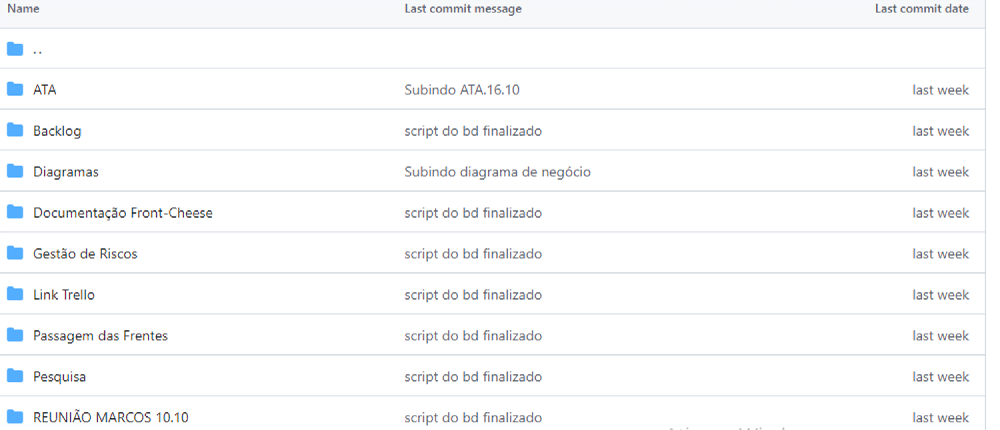 Name Last commit message Last commit date
..
ATA Subindo ATA.16.10 last week
Backlog script do bd finalizado last week
Diagramas Subindo diagrama de negócio last week
Documentação Front-Cheese script do bd finalizado last week
Gestão de Riscos script do bd finalizado last week
Link Trello script do bd finalizado last week
Passagem das Frentes script do bd finalizado last week
Pesquisa script do bd finalizado last week
REUNIÃO MARCOS 10.10 script do bd finalizado last week